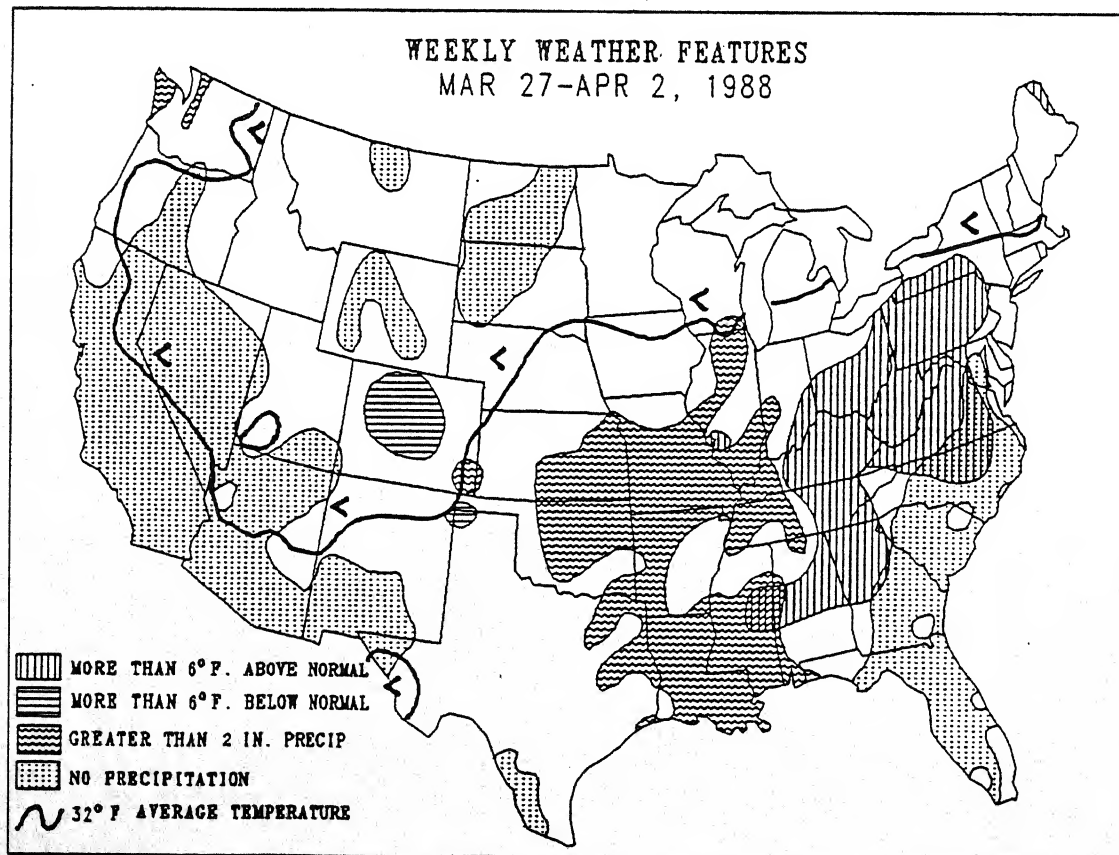 WEEKLY WEATHER FEATURES
MAR 27-APR 2, 1988
MORE THAN 6° F. ABOVE NORMAL
MORE THAN 6° F. BELOW NORMAL
GREATER THAN 2 IN. PRECIP
NO PRECIPITATION
32° F AVERAGE TEMPERATURE